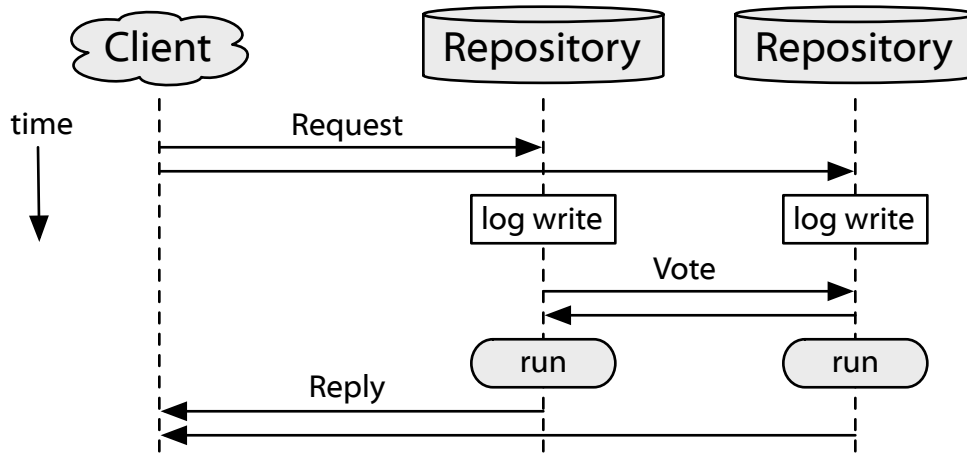 Client
Repository
Repository
time
Request
log write
log write
Vote
run
run
Reply